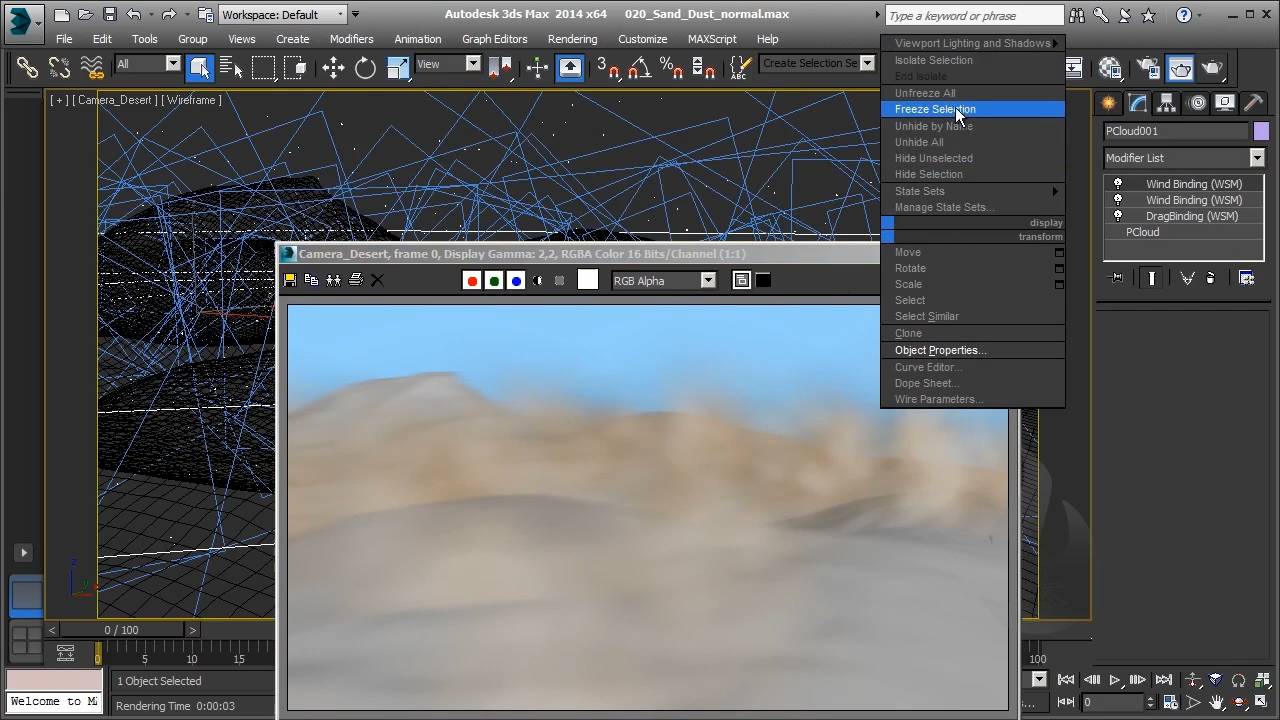 Workspace: Default
Autodesk 3ds Max 2014 x64
020_Sand_Dust_normal.max
Type a keyword or phrase
File
Edit
Tools
Group
Views
Create
Modifiers
Animation
Graph Editors
Rendering
Customize
MAXScript
Help
All
View
Create Selection Se
[ + ] [ Camera_Desert ] [ Wireframe ]
Viewport Lighting and Shadows
Isolate Selection
End Isolate
Unfreeze All
Freeze Selection
Unhide by Name
Unhide All
Hide Unselected
Hide Selection
State Sets
Manage State Sets...
display
transform
Move
Rotate
Scale
Select
Select Similar
Clone
Object Properties...
Curve Editor...
Dope Sheet...
Wire Parameters...
PCloud001
Modifier List
Wind Binding (WSM)
Wind Binding (WSM)
DragBinding (WSM)
PCloud
Camera_Desert, frame 0, Display Gamma: 2,2, RGBA Color 16 Bits/Channel (1:1)
RGB Alpha
0 / 100
0
5
10
15
100
1 Object Selected
Welcome to M
Rendering Time 0:00:03
0